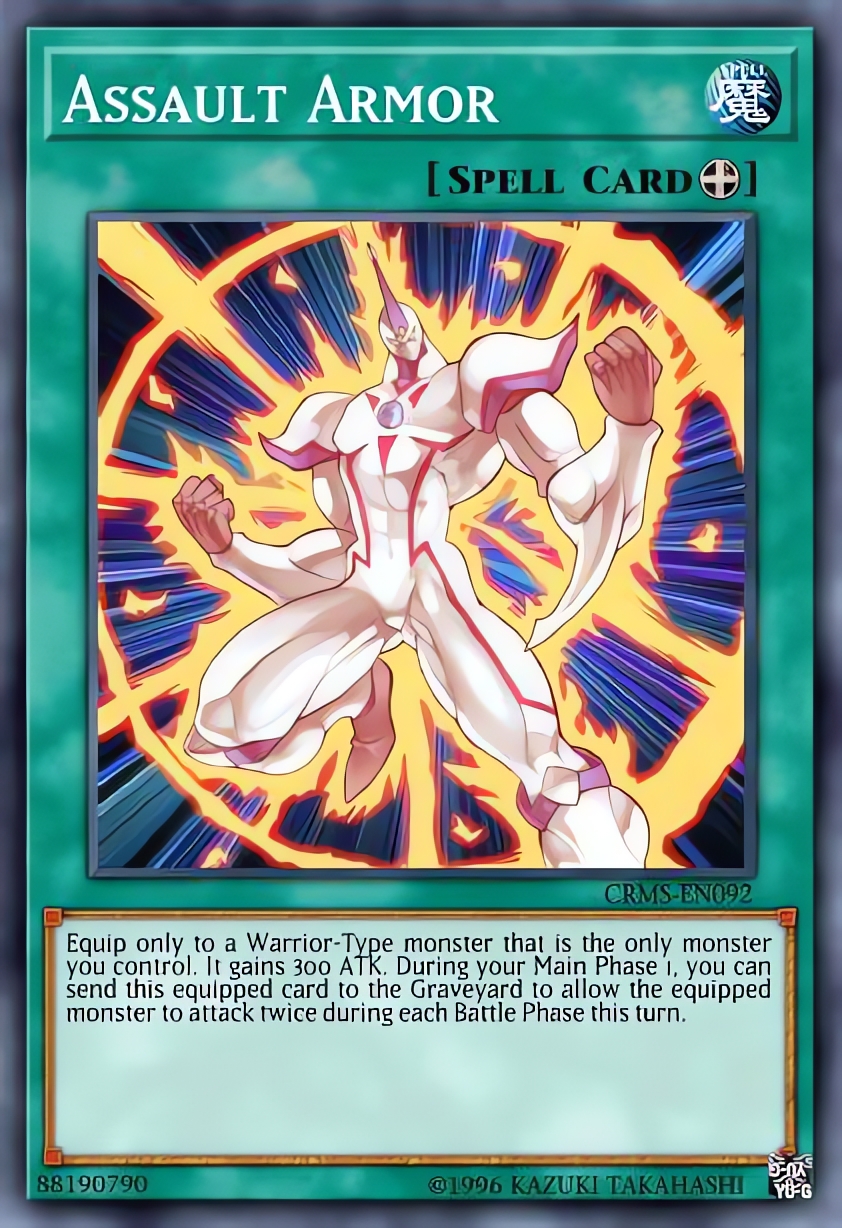 Assault Armor
魔
[Spell Card]
CRMS-EN092
Equip only to a Warrior-Type monster that is the only monster
you control. It gains 300 ATK. During your Main Phase 1, you can
send this equipped card to the Graveyard to allow the equipped
monster to attack twice during each Battle Phase this turn.
88190790
©1996 KAZUKI TAKAHASHI